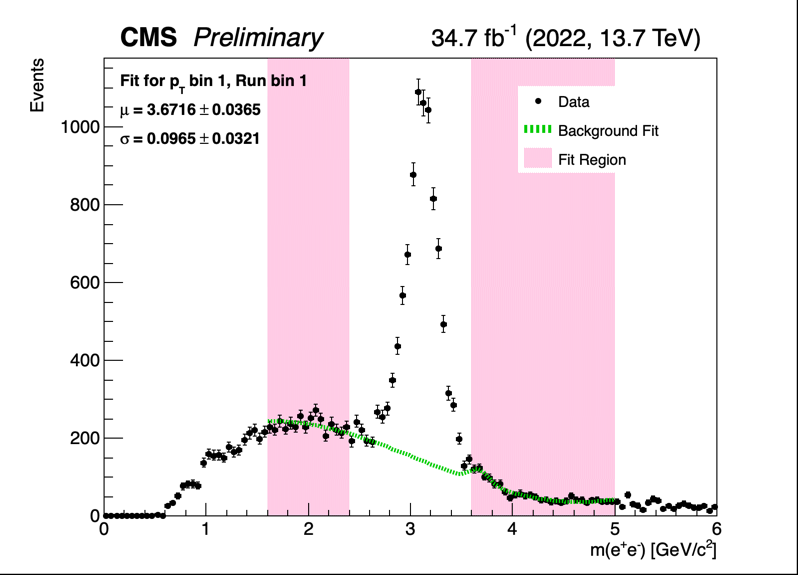 CMS Preliminary 34.7 fb⁻¹ (2022, 13.7 TeV)
Events
Fit for p_T bin 1, Run bin 1
μ = 3.6716 ± 0.0365
σ = 0.0965 ± 0.0321
Data
Background Fit
Fit Region
1000
800
600
400
200
0
0 1 2 3 4 5 6
m(e⁺e⁻) [GeV/c²]